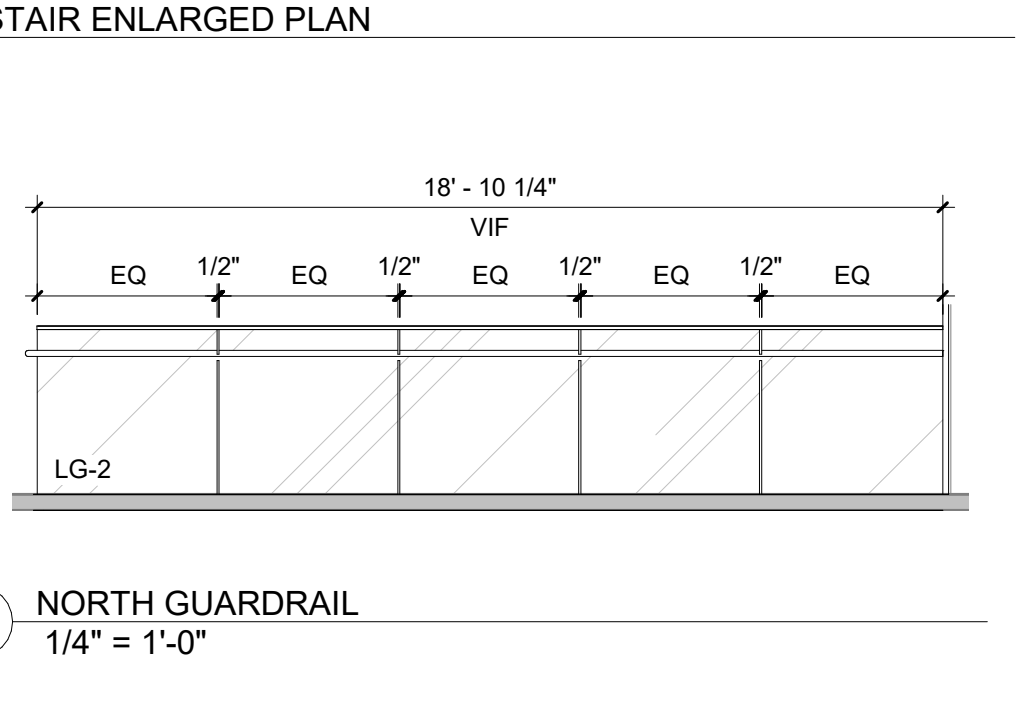 STAIR ENLARGED PLAN
18' - 10 1/4"
VIF
EQ 1/2" EQ 1/2" EQ 1/2" EQ 1/2" EQ
LG-2
NORTH GUARDRAIL
1/4" = 1'-0"